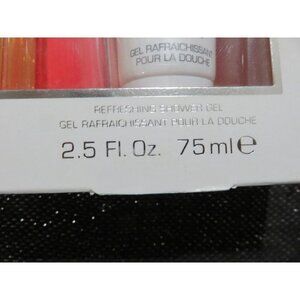 GEL RAFRAICHISSANT
POUR LA DOUCHE
REFRESHING SHOWER GEL
GEL RAFRAICHISSANT POUR LA DOUCHE
2.5 Fl. Oz. 75ml℮